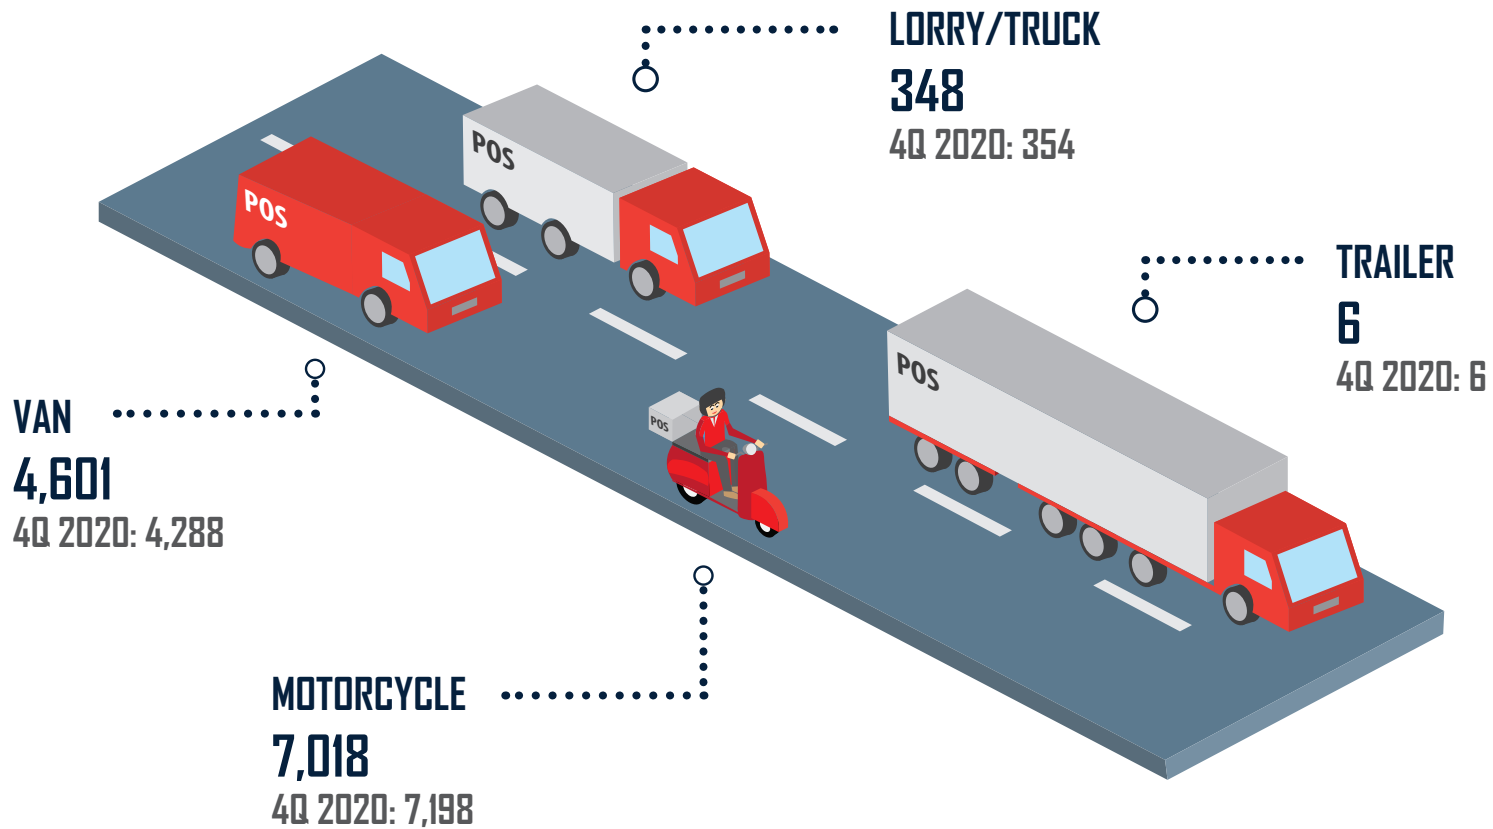 LORRY/TRUCK
348
4Q 2020: 354
POS
POS
TRAILER
6
4Q 2020: 6
POS
VAN
4,601
4Q 2020: 4,288
POS
MOTORCYCLE
7,018
4Q 2020: 7,198